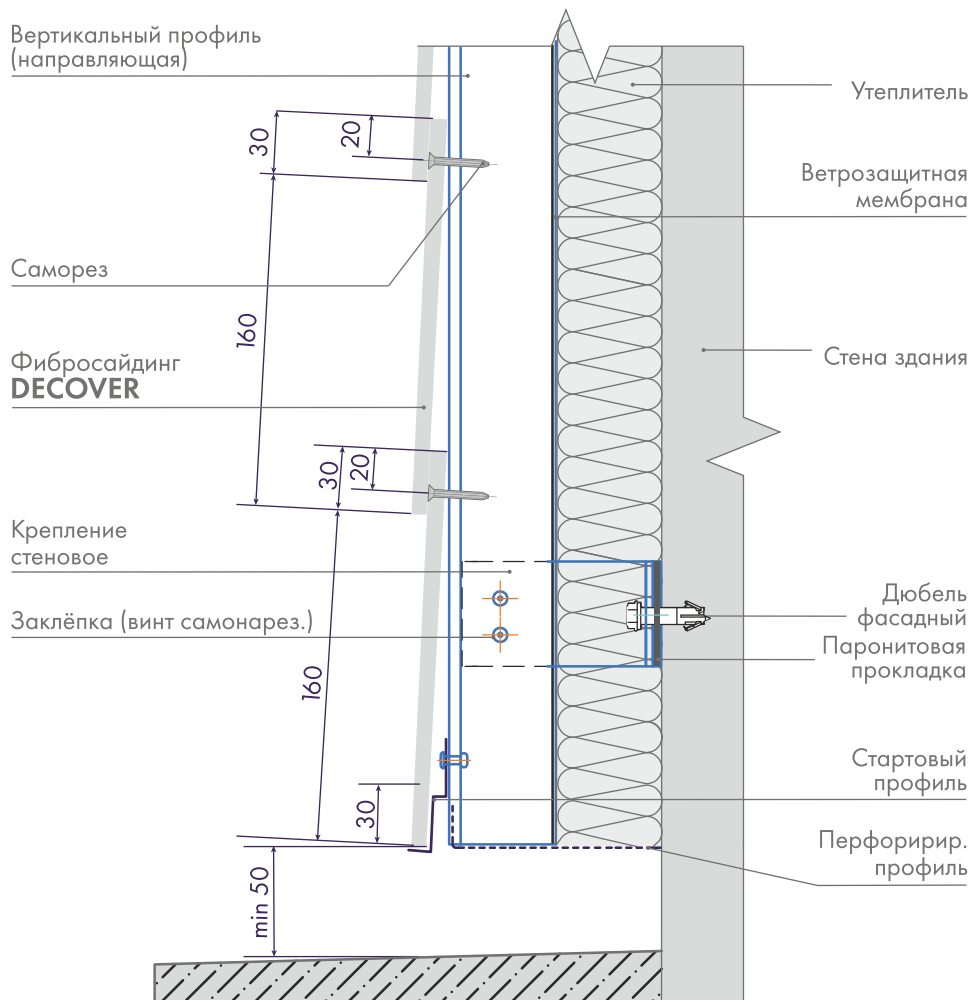 Вертикальный профиль
(направляющая)
Утеплитель
30
20
Ветрозащитная
мембрана
Саморез
160
Фибросайдинг
DECOVER
Стена здания
30
20
Крепление
стеновое
Дюбель
фасадный
Заклёпка (винт самонарез.)
Паронитовая
прокладка
160
Стартовый
профиль
30
Перфоририр.
профиль
min 50